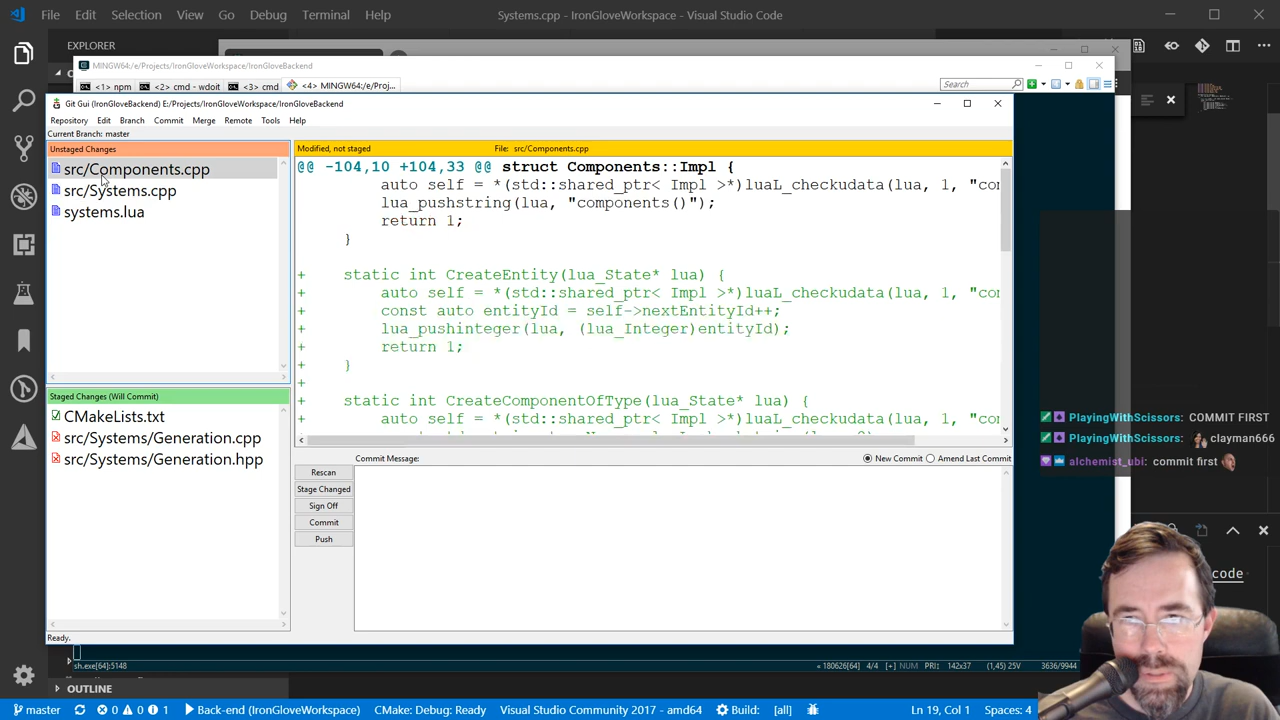 File Edit Selection View Go Debug Terminal Help
Systems.cpp - IronGloveWorkspace - Visual Studio Code
EXPLORER
MINGW64:/e/Projects/IronGloveWorkspace/IronGloveBackend
<1> npm <2> cmd - wdoit <3> cmd <4> MINGW64:/e/Proj...
Search
Git Gui (IronGloveBackend) E:/Projects/IronGloveWorkspace/IronGloveBackend
Repository Edit Branch Commit Merge Remote Tools Help
Current Branch: master
Unstaged Changes
src/Components.cpp
src/Systems.cpp
systems.lua
Modified, not staged File: src/Components.cpp
@@ -104,10 +104,33 @@ struct Components::Impl {
auto self = *(std::shared_ptr< Impl >*)luaL_checkudata(lua, 1, "co
lua_pushstring(lua, "components()");
return 1;
}
+ static int CreateEntity(lua_State* lua) {
+ auto self = *(std::shared_ptr< Impl >*)luaL_checkudata(lua, 1, "co
+ const auto entityId = self->nextEntityId++;
+ lua_pushinteger(lua, (lua_Integer)entityId);
+ return 1;
+ }
+
+ static int CreateComponentOfType(lua_State* lua) {
+ auto self = *(std::shared_ptr< Impl >*)luaL_checkudata(lua, 1, "co
Staged Changes (Will Commit)
CMakeLists.txt
src/Systems/Generation.cpp
src/Systems/Generation.hpp
Commit Message: New Commit Amend Last Commit
Rescan
Stage Changed
Sign Off
Commit
Push
Ready.
PlayingWithScissors: COMMIT FIRST
PlayingWithScissors: clayman666
alchemist_ubi: commit first
code
sh.exe[64]:5148
« 180626[64] 4/4 [+] NUM PRI: 142x37 (1,45) 25V 3636/9944
OUTLINE
master 0 0 1 Back-end (IronGloveWorkspace) CMake: Debug: Ready Visual Studio Community 2017 - amd64 Build: [all] Ln 19, Col 1 Spaces: 4